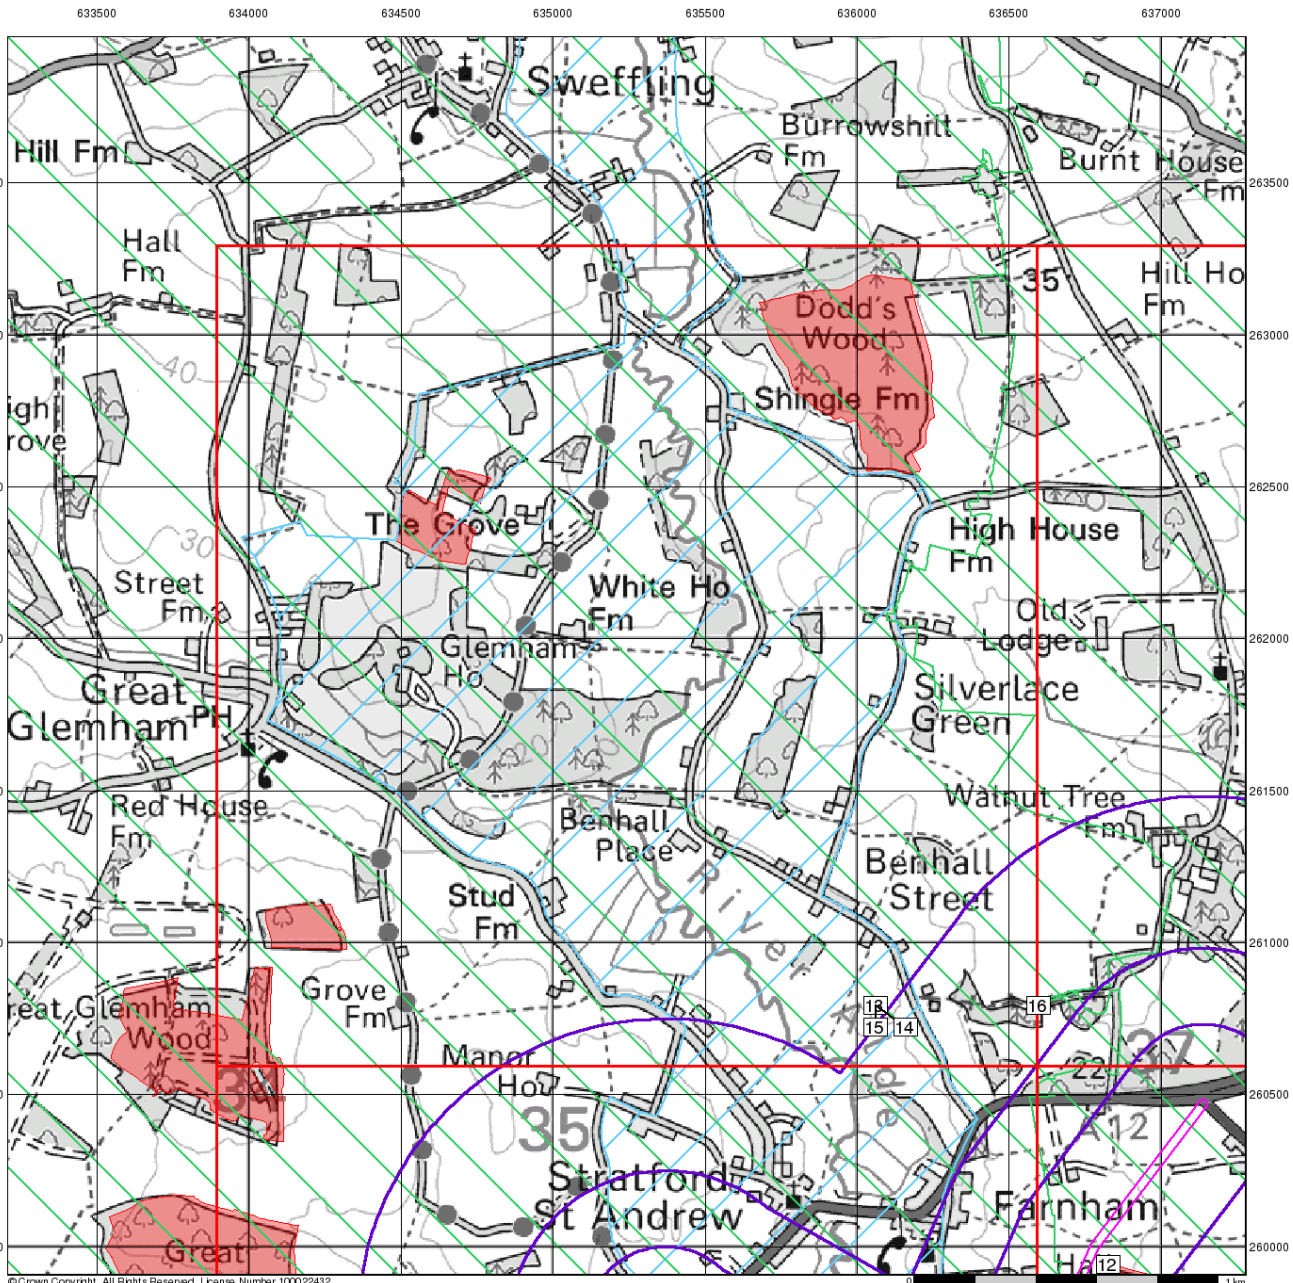 633500 634000 634500 635000 635500 636000 636500 637000
Sweffling
Burrowshill
Fm
Hill Fm
Burnt House
Fm
263500
Hall
Fm
35
Hill Ho
Fm
Dodd's
Wood
263000
40
Shingle Fm
igh
rove
262500
The Grove
High House
Fm
30
Street
Fm
White Ho
Fm
Old
Lodge
262000
Glemham
Ho
Great
Glemham
PH
Silverlace
Green
20
261500
Red House
Fm
Walnut Tree
Fm
Benhall
Place
Benhall
Street
Stud
Fm
River
261000
Grove
Fm
reat Glemham
Wood
13
15 14
16
Manor
Ho
22
37
260500
35
A12
Stratford
St Andrew
Farnham
Great
260000
Ha
12
© Crown Copyright. All Rights Reserved. License Number 100022432
0 1 km